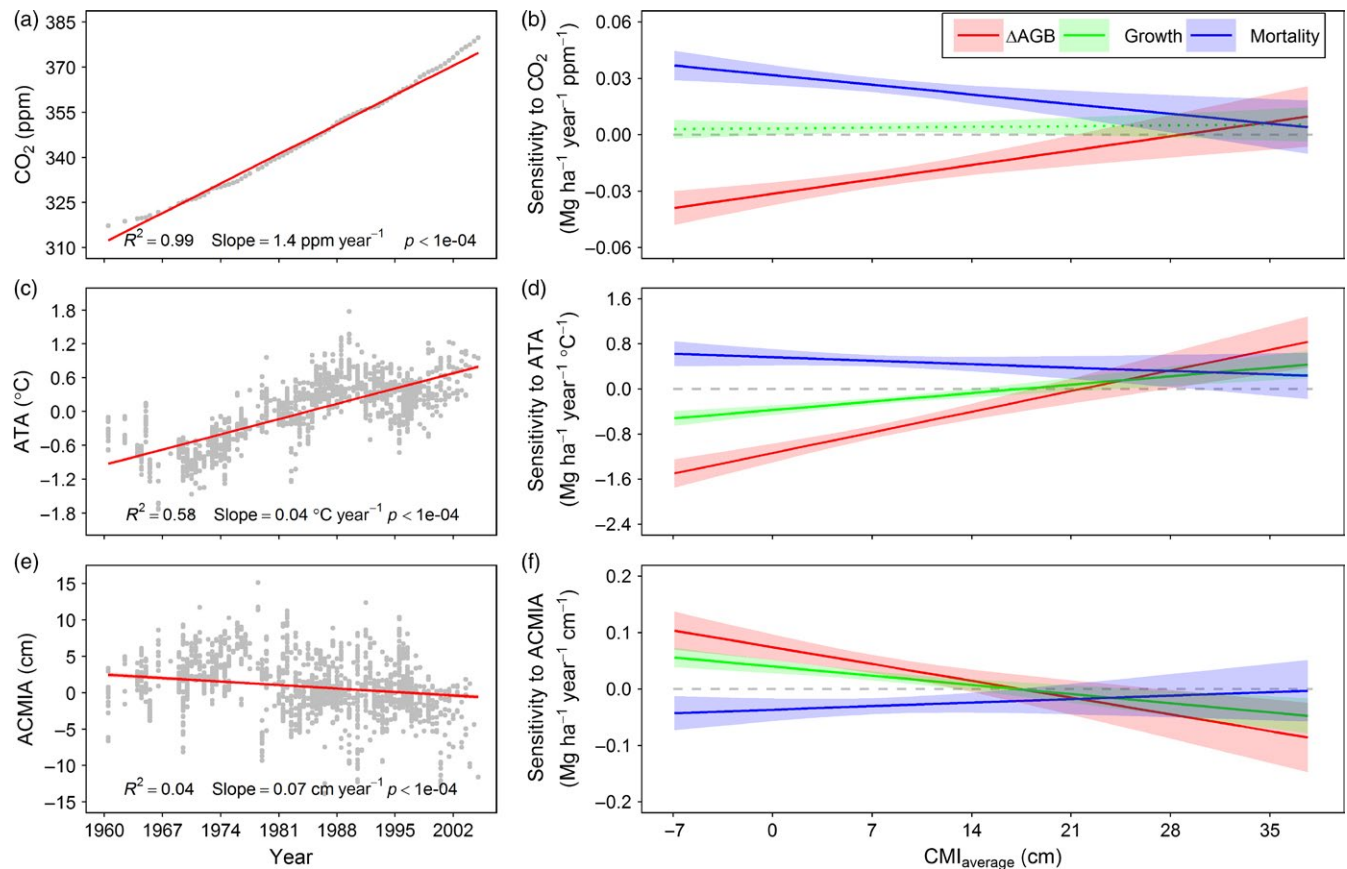 (a)
385
370
355
340
325
310
CO₂ (ppm)
R² = 0.99 Slope = 1.4 ppm year⁻¹ p < 1e-04
(b)
ΔAGB Growth Mortality
0.06
0.03
0.00
−0.03
−0.06
Sensitivity to CO₂
(Mg ha⁻¹ year⁻¹ ppm⁻¹)
(c)
1.8
1.2
0.6
0.0
−0.6
−1.2
−1.8
ATA (°C)
R² = 0.58 Slope = 0.04 °C year⁻¹ p < 1e-04
(d)
1.6
0.8
0.0
−0.8
−1.6
−2.4
Sensitivity to ATA
(Mg ha⁻¹ year⁻¹ °C⁻¹)
(e)
15
10
5
0
−5
−10
−15
ACMIA (cm)
R² = 0.04 Slope = 0.07 cm year⁻¹ p < 1e-04
1960 1967 1974 1981 1988 1995 2002
Year
(f)
0.2
0.1
0.0
−0.1
−0.2
Sensitivity to ACMIA
(Mg ha⁻¹ year⁻¹ cm⁻¹)
−7 0 7 14 21 28 35
CMIaverage (cm)